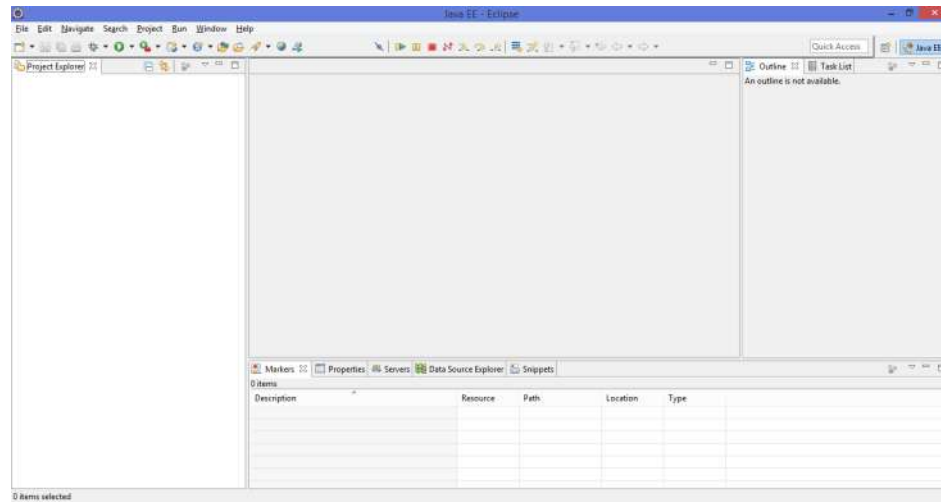 Java EE - Eclipse
File Edit Navigate Search Project Run Window Help
Quick Access
Java EE
Project Explorer
Outline Task List
An outline is not available.
Markers Properties Servers Data Source Explorer Snippets
0 items
Description Resource Path Location Type
0 items selected